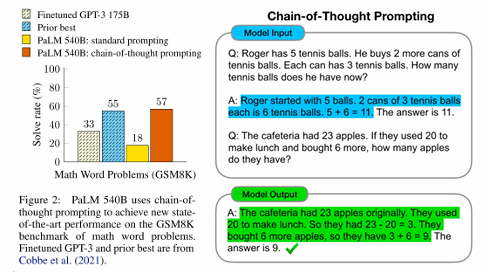 Finetuned GPT-3 175B
Prior best
PaLM 540B: standard prompting
PaLM 540B: chain-of-thought prompting
100
80
60
40
20
0
Solve rate (%)
33
55
18
57
Math Word Problems (GSM8K)
Figure 2: PaLM 540B uses chain-of-
thought prompting to achieve new state-
of-the-art performance on the GSM8K
benchmark of math word problems.
Finetuned GPT-3 and prior best are from
Cobbe et al. (2021).
Chain-of-Thought Prompting
Model Input
Q: Roger has 5 tennis balls. He buys 2 more cans of
tennis balls. Each can has 3 tennis balls. How many
tennis balls does he have now?
A: Roger started with 5 balls. 2 cans of 3 tennis balls
each is 6 tennis balls. 5 + 6 = 11. The answer is 11.
Q: The cafeteria had 23 apples. If they used 20 to
make lunch and bought 6 more, how many apples
do they have?
Model Output
A: The cafeteria had 23 apples originally. They used
20 to make lunch. So they had 23 - 20 = 3. They
bought 6 more apples, so they have 3 + 6 = 9. The
answer is 9.